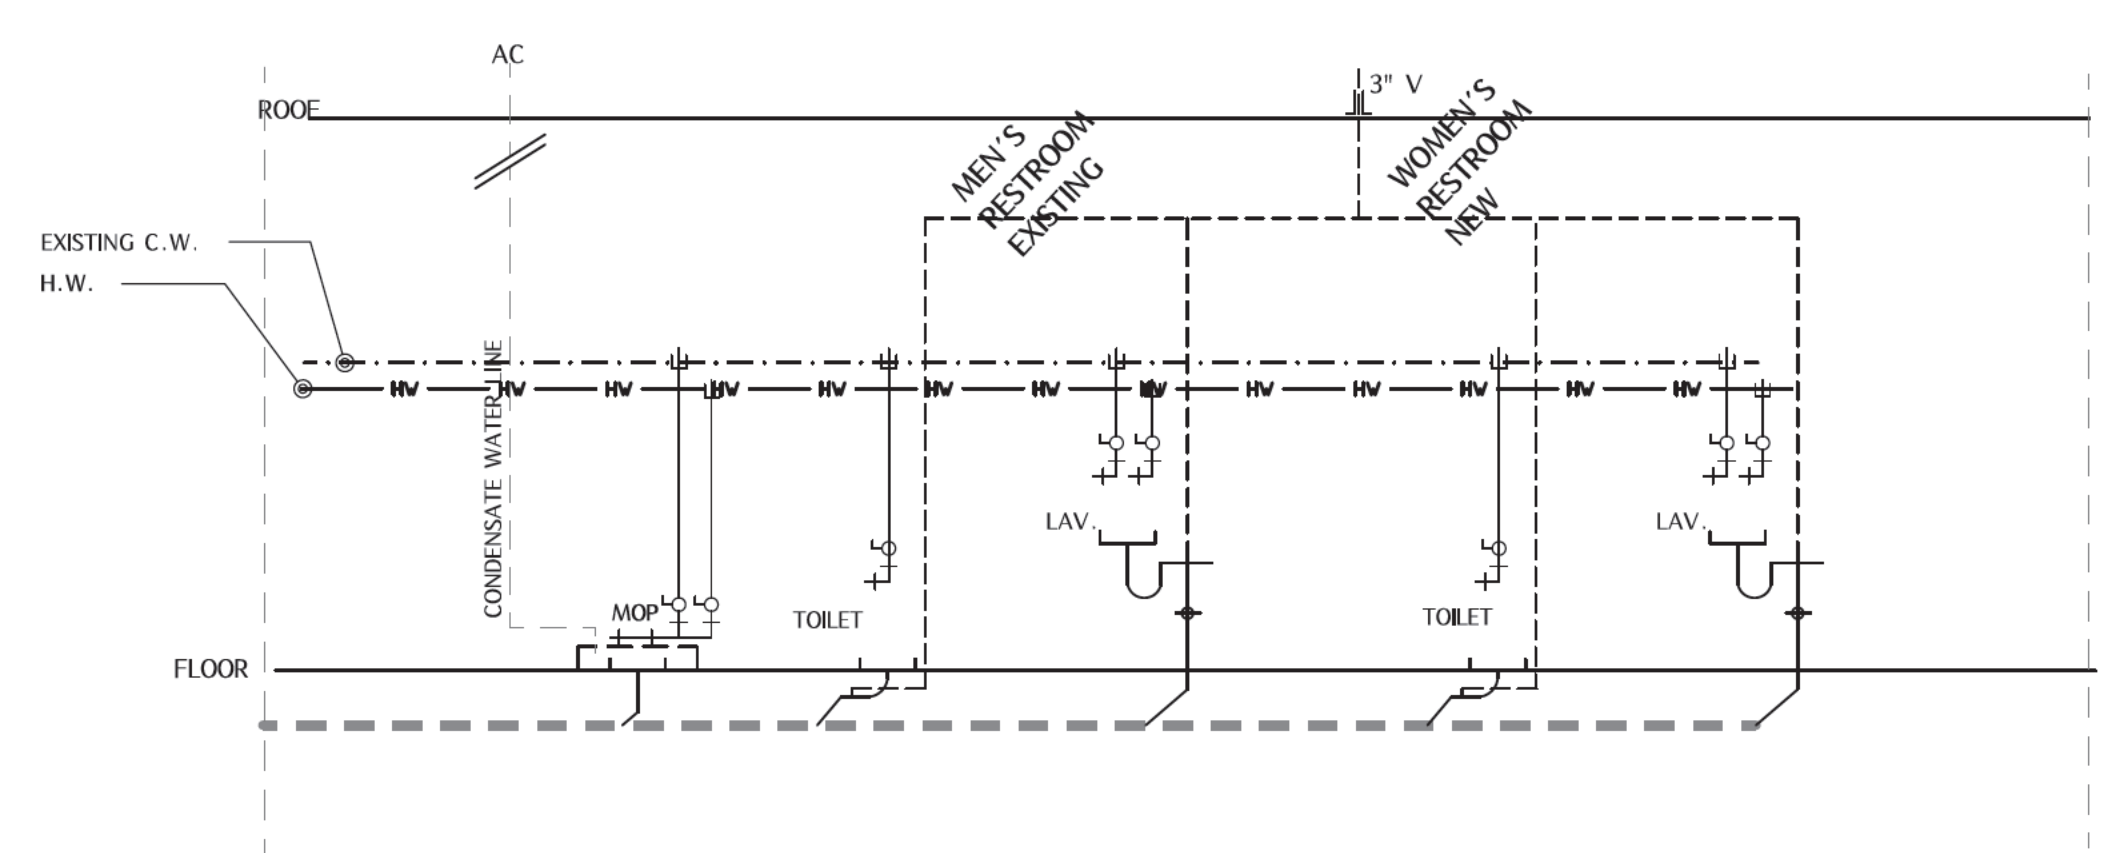 AC
3" V
ROOF
MEN'S
RESTROOM
EXISTING
WOMEN'S
RESTROOM
NEW
EXISTING C.W.
H.W.
HW HW HW HW HW HW HW HW HW HW HW HW HW
CONDENSATE WATER LINE
LAV.
LAV.
MOP
TOILET
TOILET
FLOOR